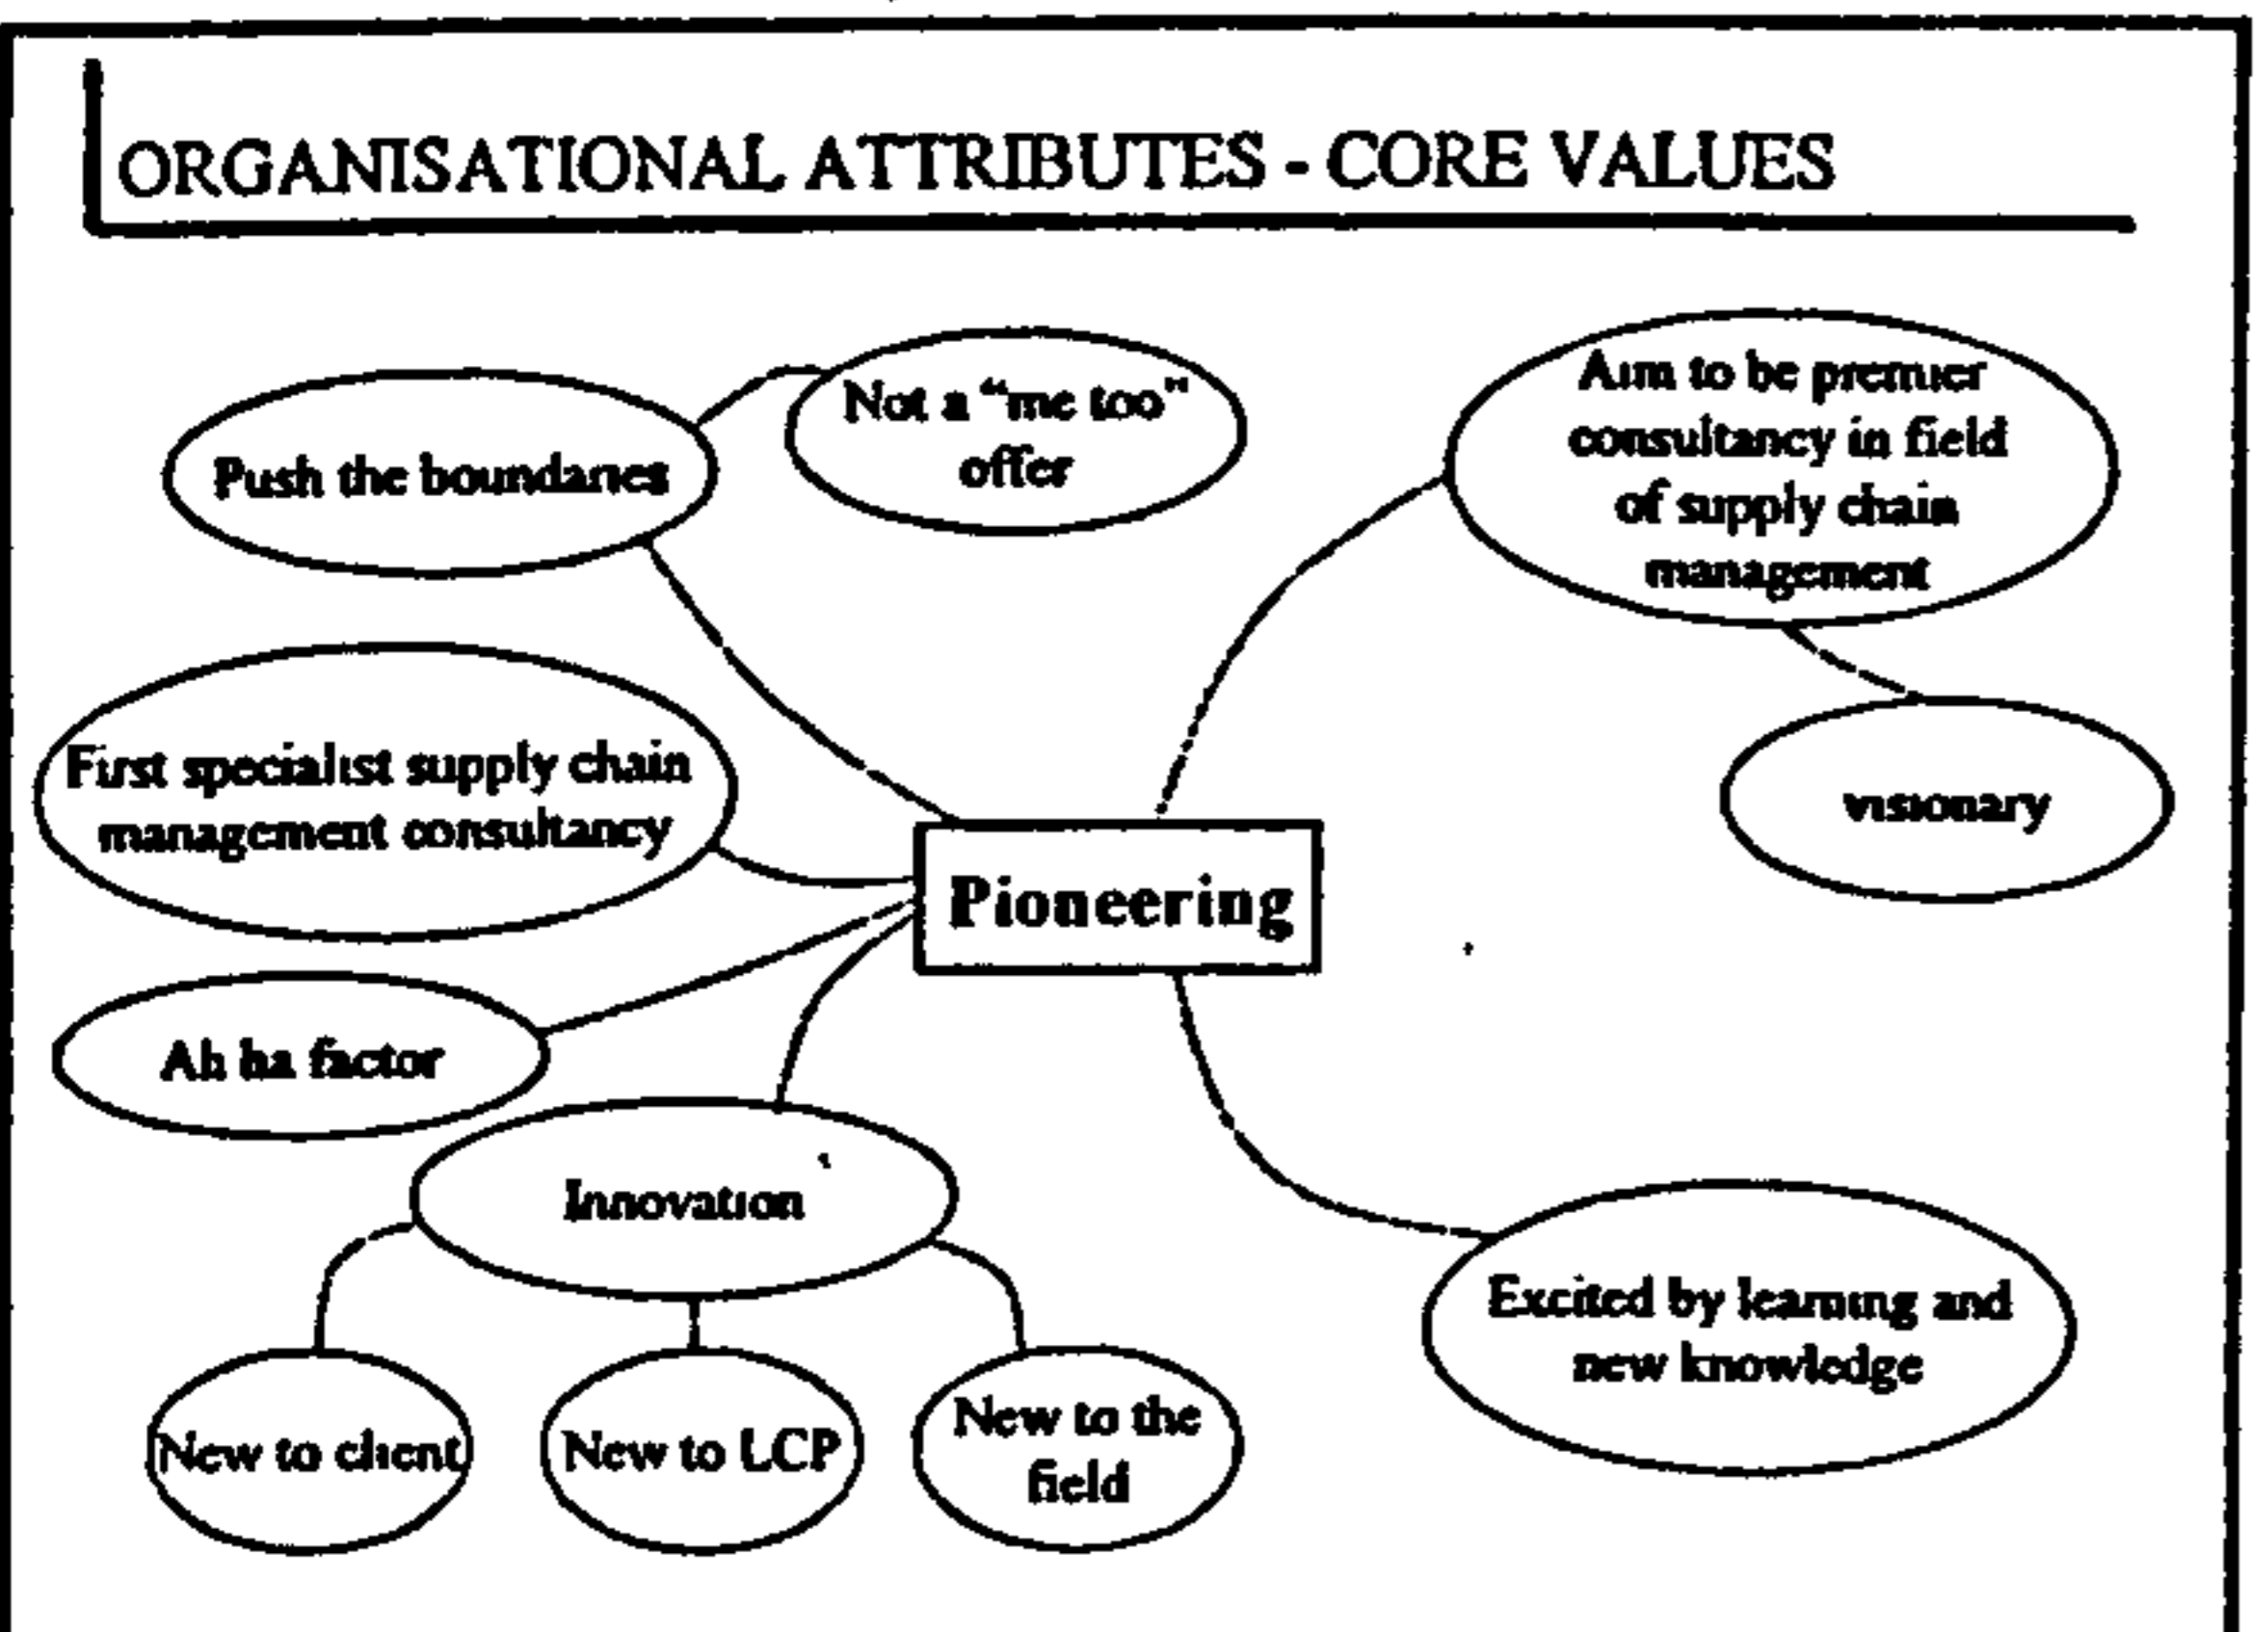 ORGANISATIONAL ATTRIBUTES - CORE VALUES
Not a "me too"
offer
Push the boundaries
Aim to be premier
consultancy in field
of supply chain
management
First specialist supply chain
management consultancy
visionary
Pioneering
Ah ha factor
Innovation
Excited by learning and
new knowledge
New to client
New to LCP
New to the
field